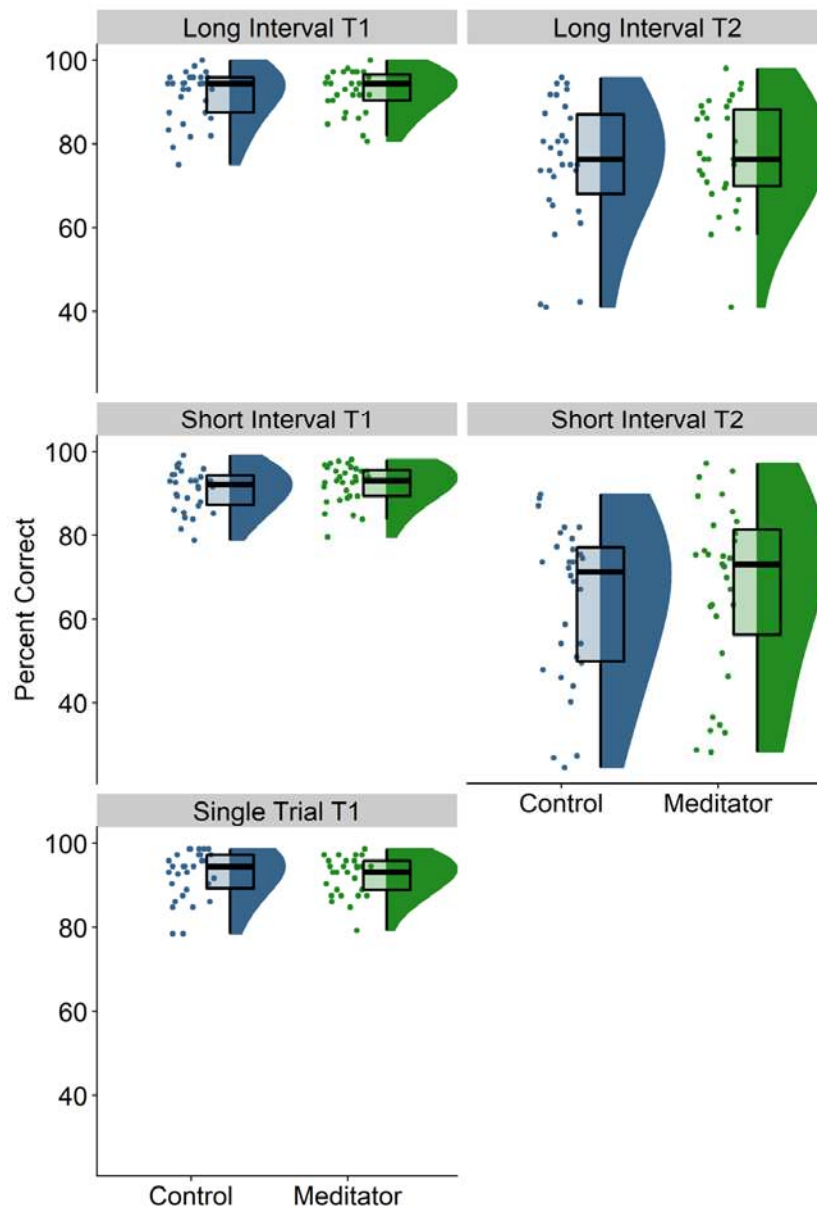 Long Interval T1
Long Interval T2
100
80
60
40
Short Interval T1
Short Interval T2
100
80
60
40
Percent Correct
Control
Meditator
Single Trial T1
100
80
60
40
Control
Meditator